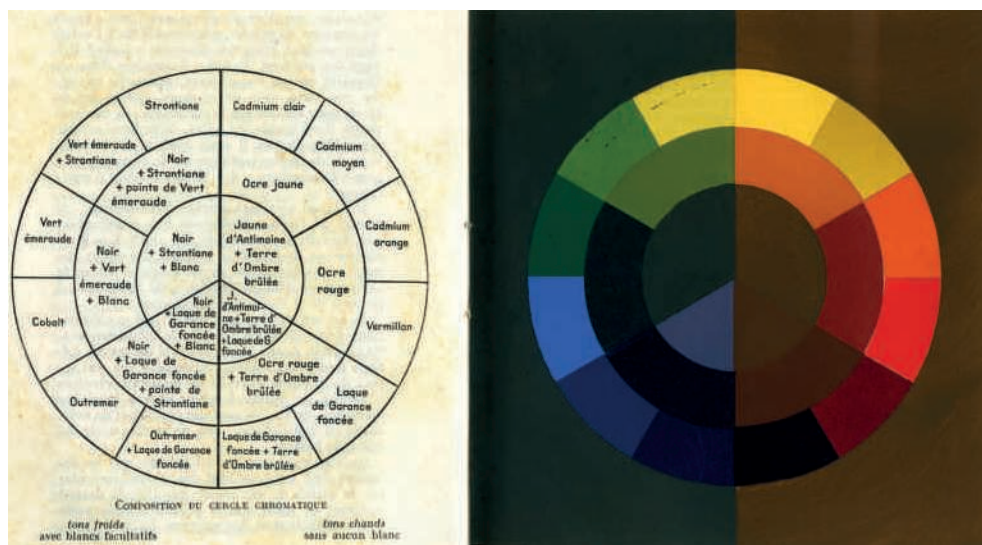 Strontiane
Cadmium clair
Vert émeraude
+ Strontiane
Noir
+ Strontiane
+ pointe de Vert
émeraude
Cadmium
moyen
Ocre jaune
Vert
émeraude
Noir
+ Strontiane
+ Blanc
Jaune
d'Antimoine
+ Terre
d'Ombre
brûlée
Cadmium
orange
Noir
+ Vert
émeraude
+ Blanc
Ocre
rouge
Cobalt
Noir
+ Laque de
Garance
foncée
+ Blanc
J.
d'Antimoi-
ne + Terre d'
Ombre brûlée
+ Laque de G.
foncée
Vermillon
Noir
+ Laque de
Garance foncée
+ pointe de
Strontiane
Ocre rouge
+ Terre d'Ombre
brûlée
Outremer
Laque
de Garance
foncée
Outremer
+ Laque de Garance
foncée
Laque de Garance
foncée + Terre
d'Ombre brûlée
COMPOSITION DU CERCLE CHROMATIQUE
tons froids
avec blancs facultatifs
tons chauds
sans aucun blanc